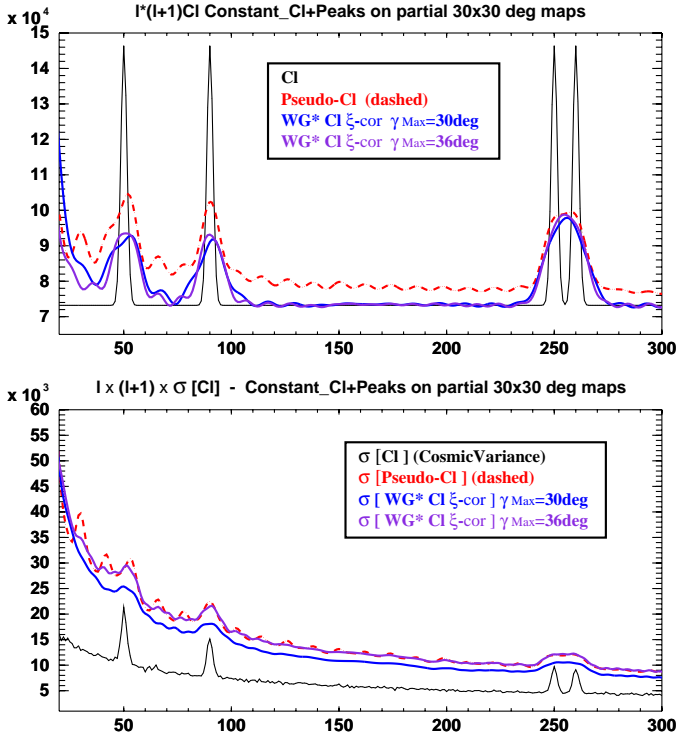 l*(l+1)Cl Constant_Cl+Peaks on partial 30x30 deg maps
x 10⁴
15
14
13
12
11
10
9
8
7
Cl
Pseudo-Cl (dashed)
WG* Cl ξ-cor γ Max=30deg
WG* Cl ξ-cor γ Max=36deg
50 100 150 200 250 300
l x (l+1) x σ [Cl] - Constant_Cl+Peaks on partial 30x30 deg maps
x 10³
60
55
50
45
40
35
30
25
20
15
10
5
σ [Cl ] (CosmicVariance)
σ [Pseudo-Cl ] (dashed)
σ [ WG* Cl ξ-cor ] γ Max=30deg
σ [ WG* Cl ξ-cor ] γ Max=36deg
50 100 150 200 250 300